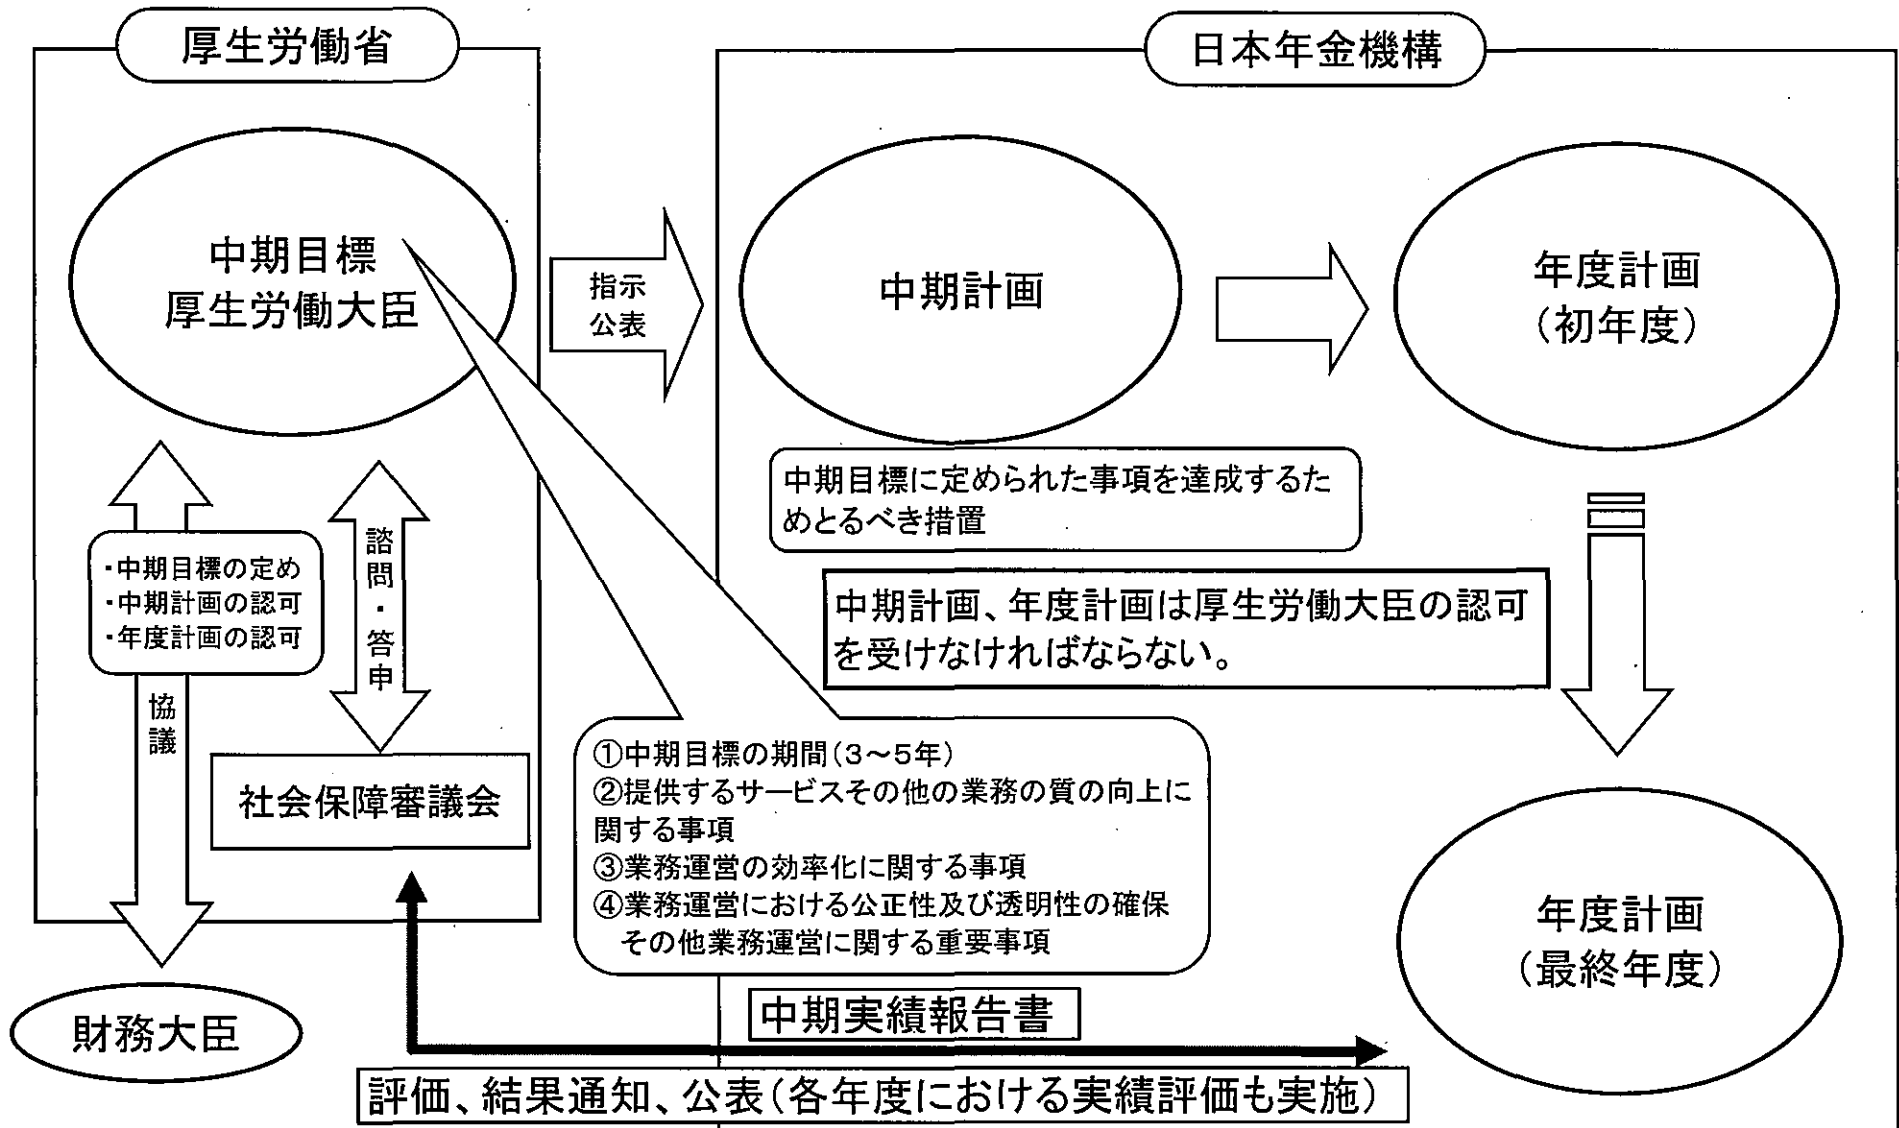 厚生労働省
日本年金機構
中期目標
厚生労働大臣
指示
公表
中期計画
年度計画
(初年度)
中期目標に定められた事項を達成するた
めとるべき措置
中期計画、年度計画は厚生労働大臣の認可
を受けなければならない。
・中期目標の定め
・中期計画の認可
・年度計画の認可
協議
諮問・答申
社会保障審議会
財務大臣
①中期目標の期間(3～5年)
②提供するサービスその他の業務の質の向上に
関する事項
③業務運営の効率化に関する事項
④業務運営における公正性及び透明性の確保
その他業務運営に関する重要事項
年度計画
(最終年度)
中期実績報告書
評価、結果通知、公表(各年度における実績評価も実施)